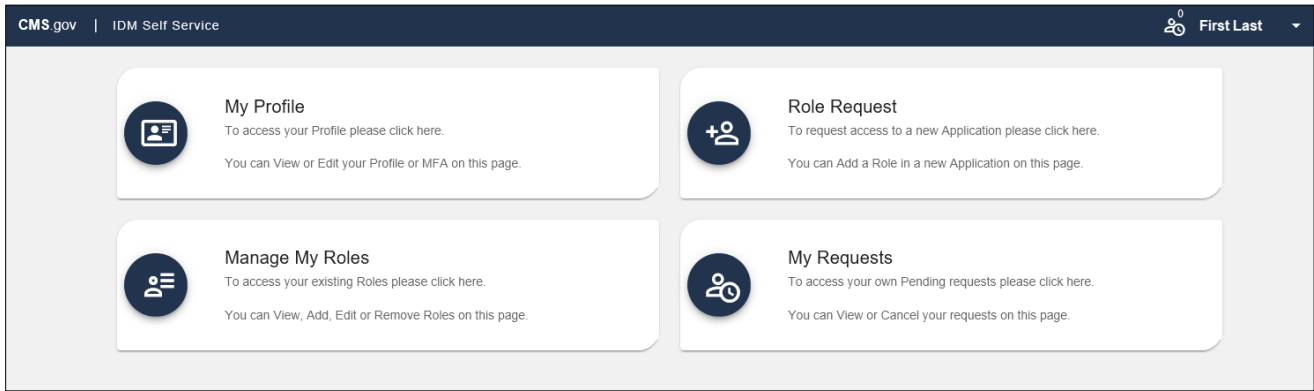 CMS.gov | IDM Self Service
0
First Last
My Profile
To access your Profile please click here.
You can View or Edit your Profile or MFA on this page.
Role Request
To request access to a new Application please click here.
You can Add a Role in a new Application on this page.
Manage My Roles
To access your existing Roles please click here.
You can View, Add, Edit or Remove Roles on this page.
My Requests
To access your own Pending requests please click here.
You can View or Cancel your requests on this page.